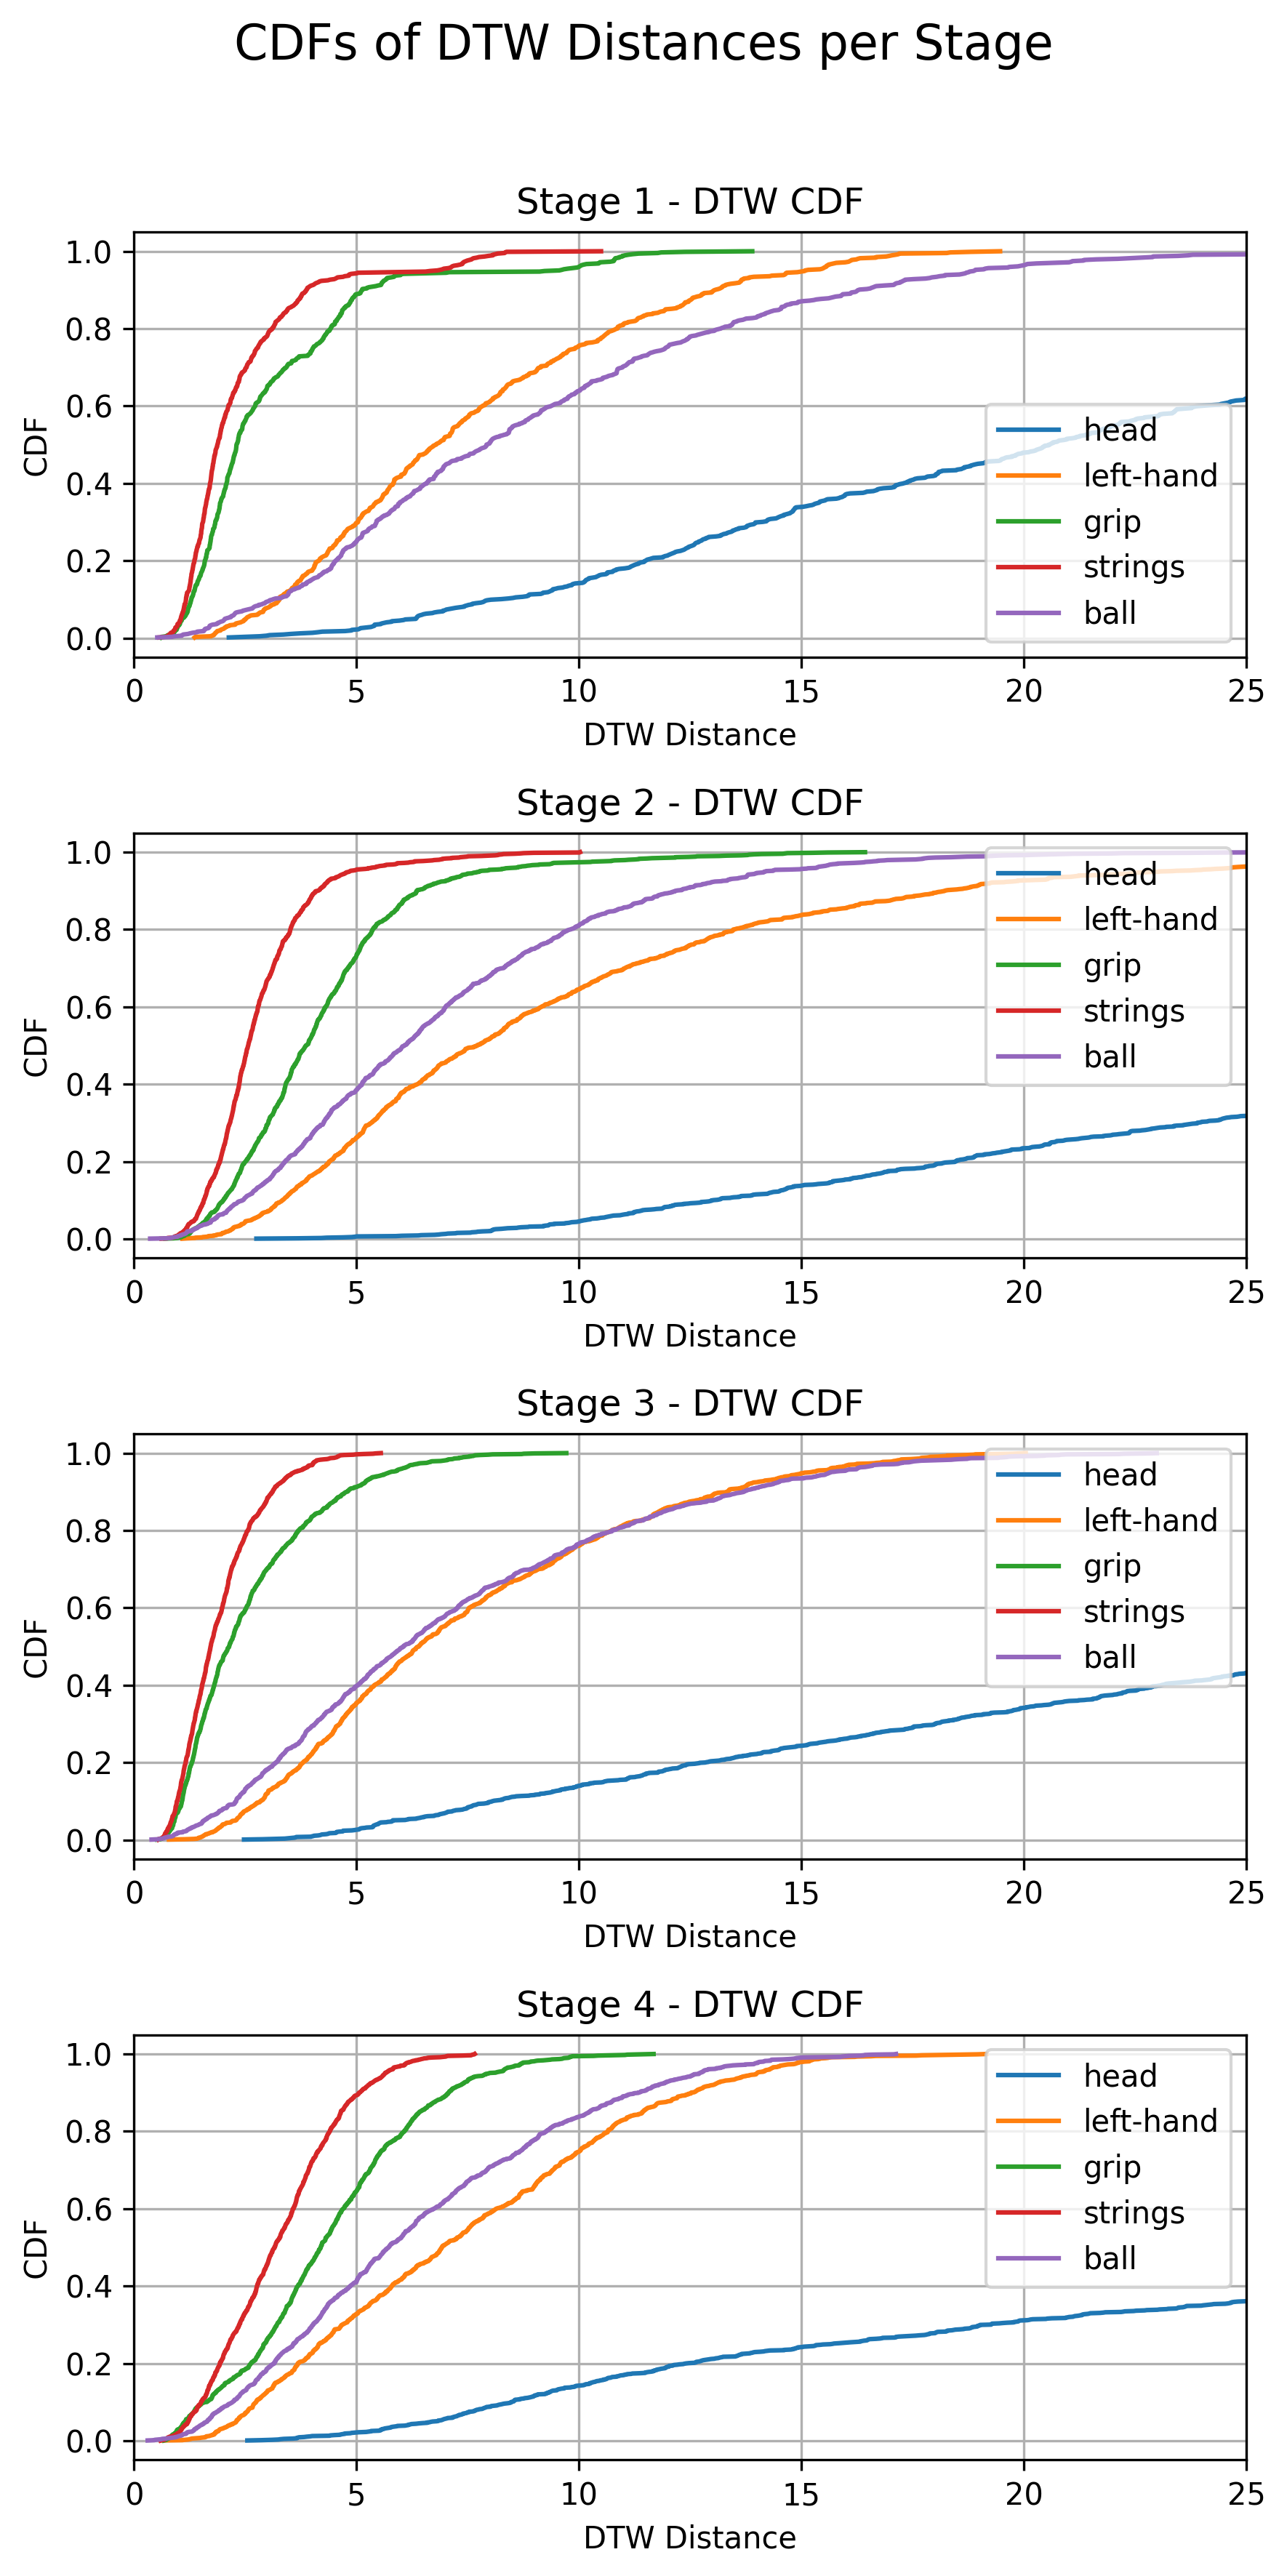 CDFs of DTW Distances per Stage
Stage 1 - DTW CDF
1.0
0.8
0.6
0.4
0.2
0.0
CDF
head
left-hand
grip
strings
ball
0 5 10 15 20 25
DTW Distance
Stage 2 - DTW CDF
1.0
0.8
0.6
0.4
0.2
0.0
CDF
head
left-hand
grip
strings
ball
0 5 10 15 20 25
DTW Distance
Stage 3 - DTW CDF
1.0
0.8
0.6
0.4
0.2
0.0
CDF
head
left-hand
grip
strings
ball
0 5 10 15 20 25
DTW Distance
Stage 4 - DTW CDF
1.0
0.8
0.6
0.4
0.2
0.0
CDF
head
left-hand
grip
strings
ball
0 5 10 15 20 25
DTW Distance